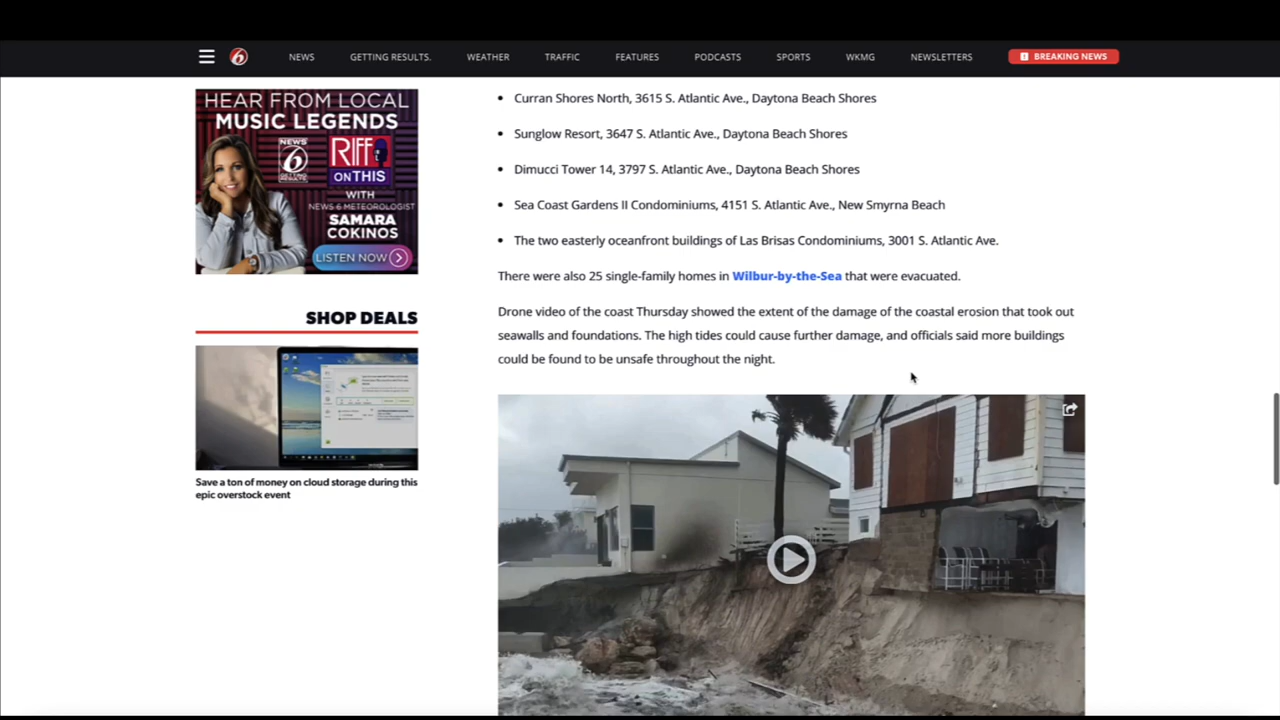 6
NEWS
GETTING RESULTS.
WEATHER
TRAFFIC
FEATURES
PODCASTS
SPORTS
WKMG
NEWSLETTERS
BREAKING NEWS
HEAR FROM LOCAL
MUSIC LEGENDS
NEWS
6
GETTING RESULTS
RIFF
ON THIS
WITH
NEWS 6 METEOROLOGIST
SAMARA
COKINOS
LISTEN NOW
SHOP DEALS
Save a ton of money on cloud storage during this
epic overstock event
• Curran Shores North, 3615 S. Atlantic Ave., Daytona Beach Shores
• Sunglow Resort, 3647 S. Atlantic Ave., Daytona Beach Shores
• Dimucci Tower 14, 3797 S. Atlantic Ave., Daytona Beach Shores
• Sea Coast Gardens II Condominiums, 4151 S. Atlantic Ave., New Smyrna Beach
• The two easterly oceanfront buildings of Las Brisas Condominiums, 3001 S. Atlantic Ave.
There were also 25 single-family homes in Wilbur-by-the-Sea that were evacuated.
Drone video of the coast Thursday showed the extent of the damage of the coastal erosion that took out
seawalls and foundations. The high tides could cause further damage, and officials said more buildings
could be found to be unsafe throughout the night.